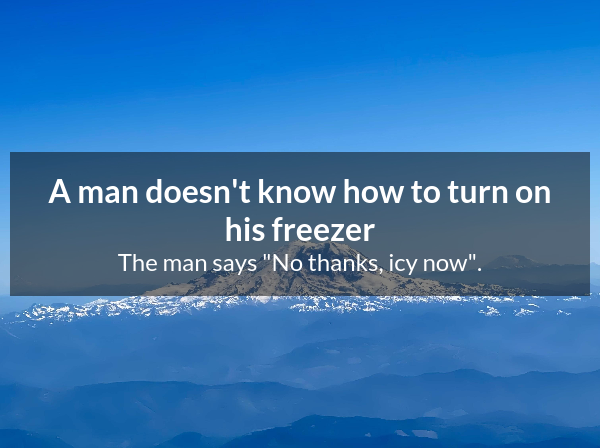 A man doesn't know how to turn on
his freezer
The man says "No thanks, icy now".